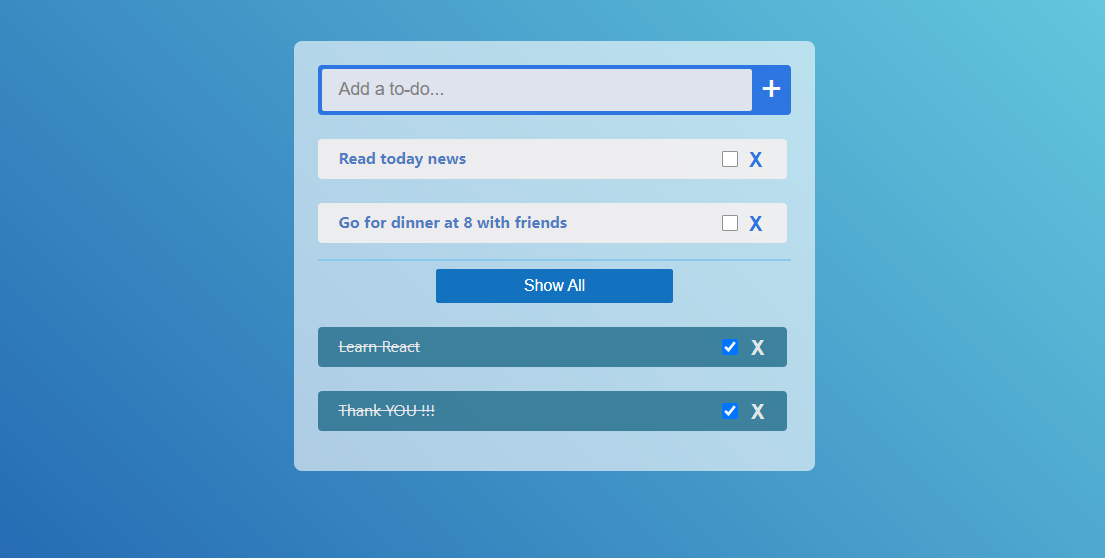 Add a to-do...
+
Read today news
X
Go for dinner at 8 with friends
X
Show All
Learn React
X
Thank YOU !!!
X